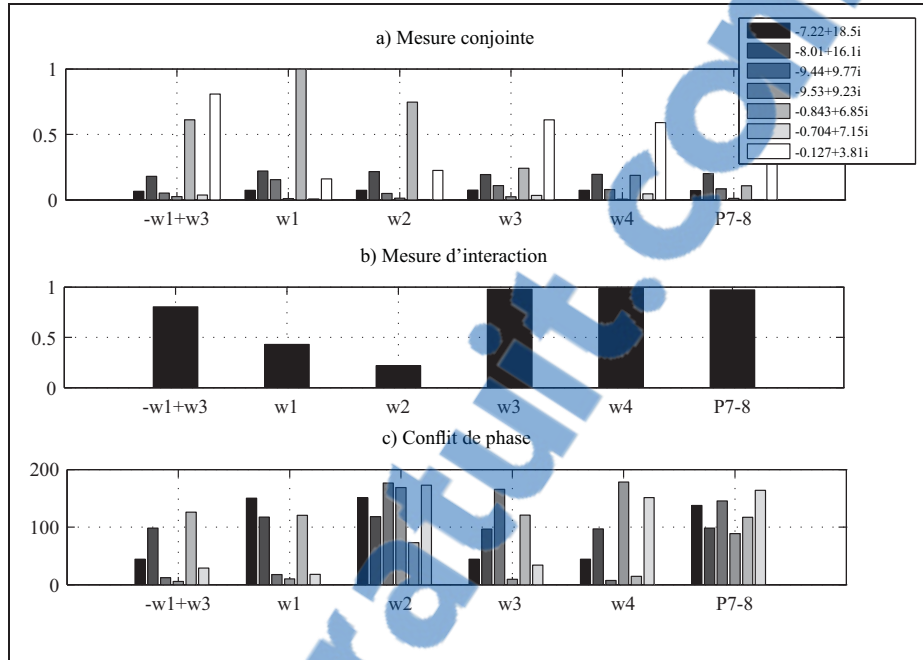 a) Mesure conjointe
-7.22+18.5i
-8.01+16.1i
-9.44+9.77i
-9.53+9.23i
-0.843+6.85i
-0.704+7.15i
-0.127+3.81i
1
0.5
0
-w1+w3 w1 w2 w3 w4 P7-8
b) Mesure d'interaction
1
0.5
0
-w1+w3 w1 w2 w3 w4 P7-8
c) Conflit de phase
200
100
0
-w1+w3 w1 w2 w3 w4 P7-8
ratuit.com